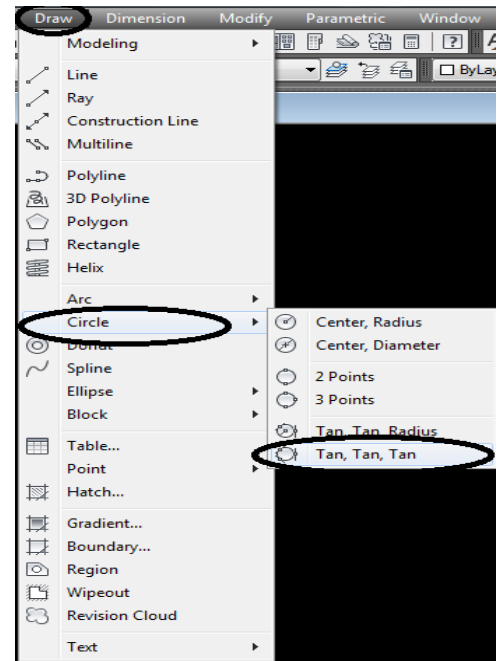 Draw Dimension Modify Parametric Window
Modeling
ByLay
Line
Ray
Construction Line
Multiline
Polyline
3D Polyline
Polygon
Rectangle
Helix
Arc
Circle
Donut
Spline
Ellipse
Block
Table...
Point
Hatch...
Gradient...
Boundary...
Region
Wipeout
Revision Cloud
Text
Center, Radius
Center, Diameter
2 Points
3 Points
Tan, Tan, Radius
Tan, Tan, Tan